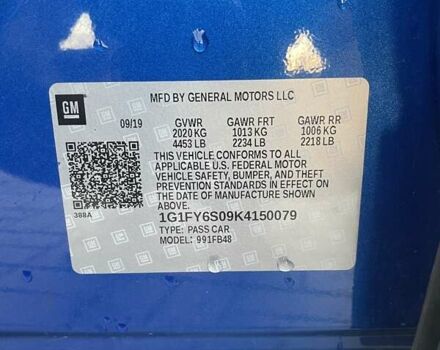 GM
MFD BY GENERAL MOTORS LLC
09/19 GVWR GAWR FRT GAWR RR
2020 KG 1013 KG 1006 KG
4453 LB 2234 LB 2218 LB
THIS VEHICLE CONFORMS TO ALL
APPLICABLE U.S. FEDERAL MOTOR
VEHICLE SAFETY, BUMPER, AND THEFT
PREVENTION STANDARDS IN EFFECT ON
THE DATE OF MANUFACTURE SHOWN
ABOVE.
388A
1G1FY6S09K4150079
TYPE: PASS CAR
MODEL: 991FB48